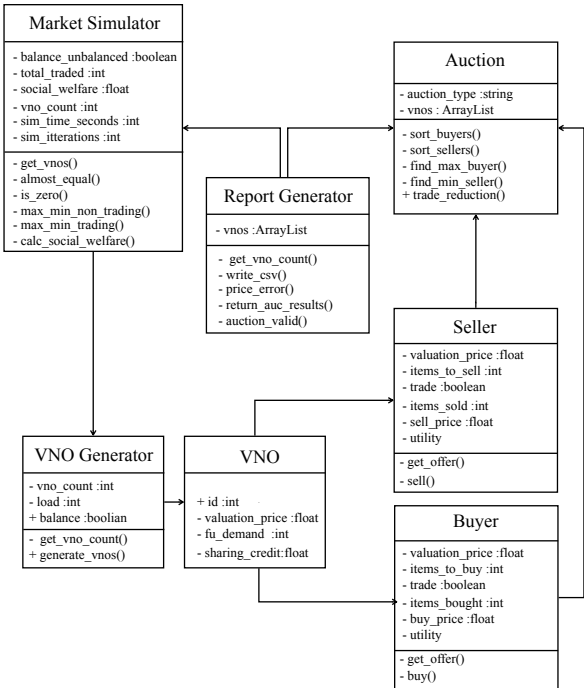 Market Simulator
- balance_unbalanced :boolean
- total_traded :int
- social_welfare :float
- vno_count :int
- sim_time_seconds :int
- sim_itterations :int
- get_vnos()
- almost_equal()
- is_zero()
- max_min_non_trading()
- max_min_trading()
- calc_social_welfare()
Auction
- auction_type :string
- vnos : ArrayList
- sort_buyers()
- sort_sellers()
- find_max_buyer()
- find_min_seller()
+ trade_reduction()
Report Generator
- vnos :ArrayList
- get_vno_count()
- write_csv()
- price_error()
- return_auc_results()
- auction_valid()
Seller
- valuation_price :float
- items_to_sell :int
- trade :boolean
- items_sold :int
- sell_price :float
- utility
- get_offer()
- sell()
VNO Generator
- vno_count :int
- load :int
+ balance :boolian
- get_vno_count()
+ generate_vnos()
VNO
+ id :int
- valuation_price :float
- fu_demand :int
- sharing_credit:float
Buyer
- valuation_price :float
- items_to_buy :int
- trade :boolean
- items_bought :int
- buy_price :float
- utility
- get_offer()
- buy()